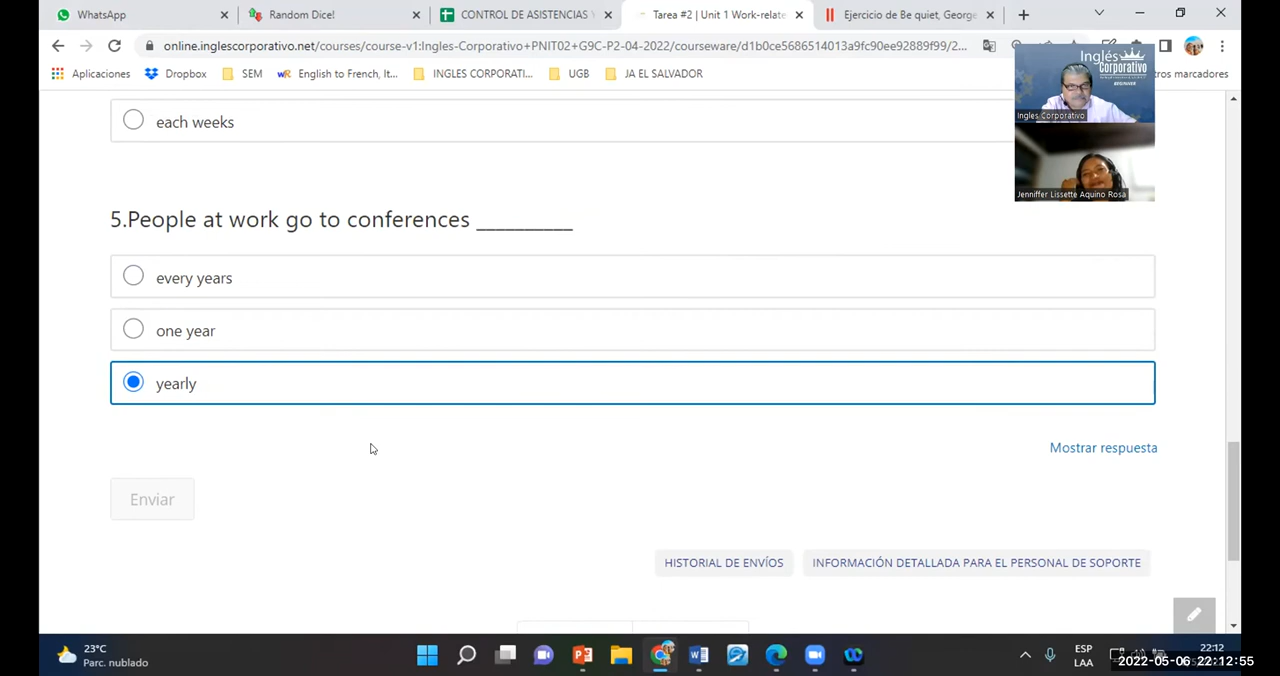 WhatsApp
Random Dice!
CONTROL DE ASISTENCIAS Y
Tarea #2 | Unit 1 Work-relate
Ejercicio de Be quiet, George
online.inglescorporativo.net/courses/course-v1:Ingles-Corporativo+PNIT02+G9C-P2-04-2022/courseware/d1b0ce5686514013a9fc90ee92889f99/2...
Aplicaciones
Dropbox
SEM
English to French, It...
INGLES CORPORATI...
UGB
JA EL SALVADOR
tros marcadores
Inglés
Corporativo
BEGINNER
Ingles Corporativo
Jenniffer Lissette Aquino Rosa
each weeks
5.People at work go to conferences __________
every years
one year
yearly
Mostrar respuesta
Enviar
HISTORIAL DE ENVÍOS
INFORMACIÓN DETALLADA PARA EL PERSONAL DE SOPORTE
23°C
Parc. nublado
ESP
LAA
22:12
2022-05-06 22:12:55